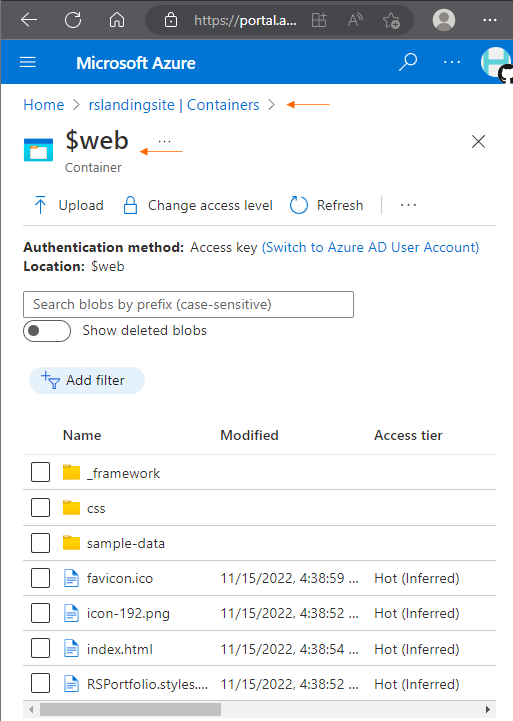 https://portal.a...
Microsoft Azure
Home > rslandingsite | Containers >
$web ...
Container
Upload Change access level Refresh ...
Authentication method: Access key (Switch to Azure AD User Account)
Location: $web
Search blobs by prefix (case-sensitive)
Show deleted blobs
Add filter
Name Modified Access tier
_framework
css
sample-data
favicon.ico 11/15/2022, 4:38:59 ... Hot (Inferred)
icon-192.png 11/15/2022, 4:38:52 ... Hot (Inferred)
index.html 11/15/2022, 4:38:54 ... Hot (Inferred)
RSPortfolio.styles.... 11/15/2022, 4:38:52 ... Hot (Inferred)